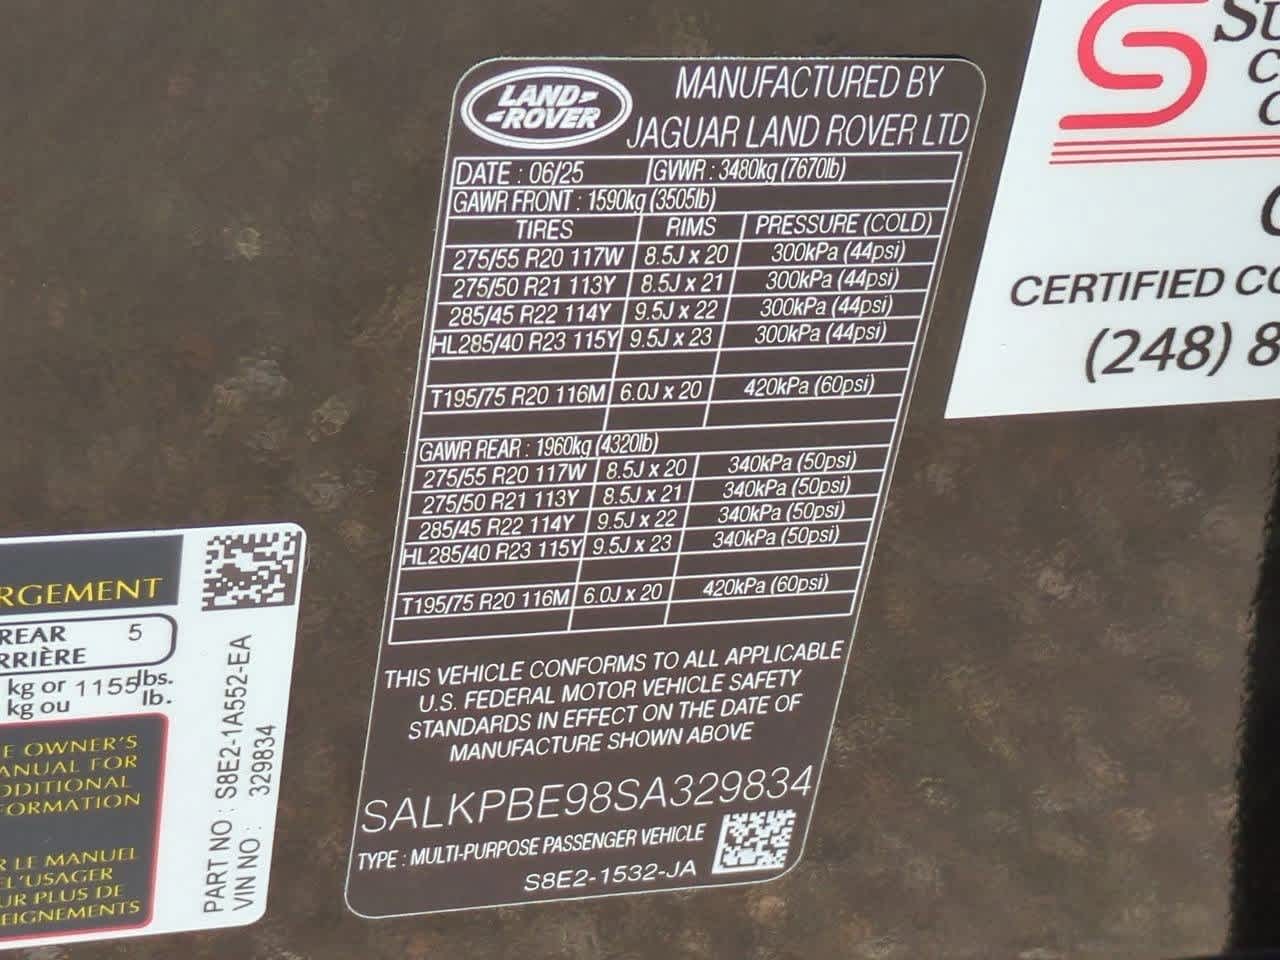 LAND ROVER
MANUFACTURED BY
JAGUAR LAND ROVER LTD
DATE : 06/25 GVWR : 3480kg (7670lb)
GAWR FRONT : 1590kg (3505lb)
TIRES RIMS PRESSURE (COLD)
275/55 R20 117W 8.5J x 20 300kPa (44psi)
275/50 R21 113Y 8.5J x 21 300kPa (44psi)
285/45 R22 114Y 9.5J x 22 300kPa (44psi)
HL285/40 R23 115Y 9.5J x 23 300kPa (44psi)
T195/75 R20 116M 6.0J x 20 420kPa (60psi)
GAWR REAR : 1960kg (4320lb)
275/55 R20 117W 8.5J x 20 340kPa (50psi)
275/50 R21 113Y 8.5J x 21 340kPa (50psi)
285/45 R22 114Y 9.5J x 22 340kPa (50psi)
HL285/40 R23 115Y 9.5J x 23 340kPa (50psi)
T195/75 R20 116M 6.0J x 20 420kPa (60psi)
THIS VEHICLE CONFORMS TO ALL APPLICABLE
U.S. FEDERAL MOTOR VEHICLE SAFETY
STANDARDS IN EFFECT ON THE DATE OF
MANUFACTURE SHOWN ABOVE
SALKPBE98SA329834
TYPE : MULTI-PURPOSE PASSENGER VEHICLE
S8E2-1532-JA
RGEMENT
REAR 5
RRIÈRE
kg or 1155 lbs.
kg ou lb.
E OWNER'S
ANUAL FOR
DDITIONAL
FORMATION
R LE MANUEL
EL'USAGER
UR PLUS DE
EIGNEMENTS
PART NO : S8E2-1A552-EA
VIN NO : 329834
S Su
C
CERTIFIED CO
(248) 8